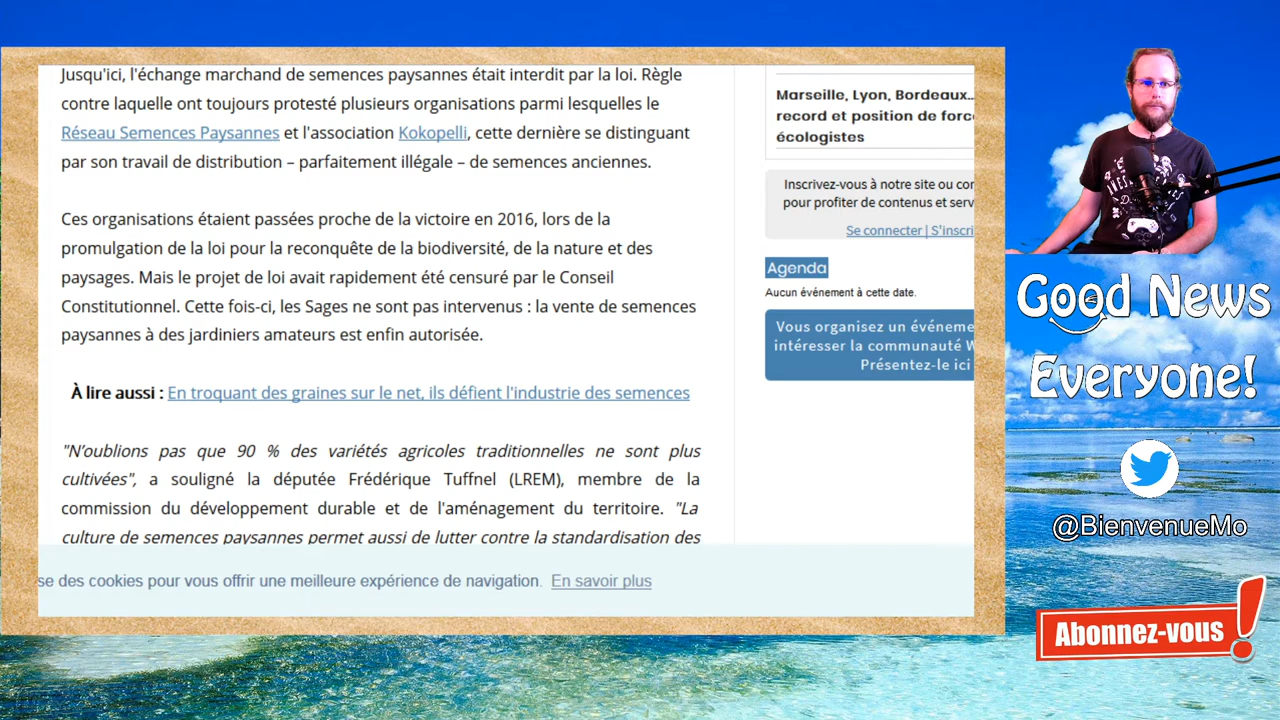 Jusqu'ici, l'échange marchand de semences paysannes était interdit par la loi. Règle
contre laquelle ont toujours protesté plusieurs organisations parmi lesquelles le
Réseau Semences Paysannes et l'association Kokopelli, cette dernière se distinguant
par son travail de distribution – parfaitement illégale – de semences anciennes.
Ces organisations étaient passées proche de la victoire en 2016, lors de la
promulgation de la loi pour la reconquête de la biodiversité, de la nature et des
paysages. Mais le projet de loi avait rapidement été censuré par le Conseil
Constitutionnel. Cette fois-ci, les Sages ne sont pas intervenus : la vente de semences
paysannes à des jardiniers amateurs est enfin autorisée.
À lire aussi : En troquant des graines sur le net, ils défient l'industrie des semences
"N'oublions pas que 90 % des variétés agricoles traditionnelles ne sont plus
cultivées", a souligné la députée Frédérique Tuffnel (LREM), membre de la
commission du développement durable et de l'aménagement du territoire. "La
culture de semences paysannes permet aussi de lutter contre la standardisation des
se des cookies pour vous offrir une meilleure expérience de navigation. En savoir plus
Marseille, Lyon, Bordeaux...
record et position de forc
écologistes
Inscrivez-vous à notre site ou con
pour profiter de contenus et serv
Se connecter | S'inscri
Agenda
Aucun événement à cette date.
Vous organisez un événeme
intéresser la communauté W
Présentez-le ici
Good News
Everyone!
@BienvenueMo
Abonnez-vous !